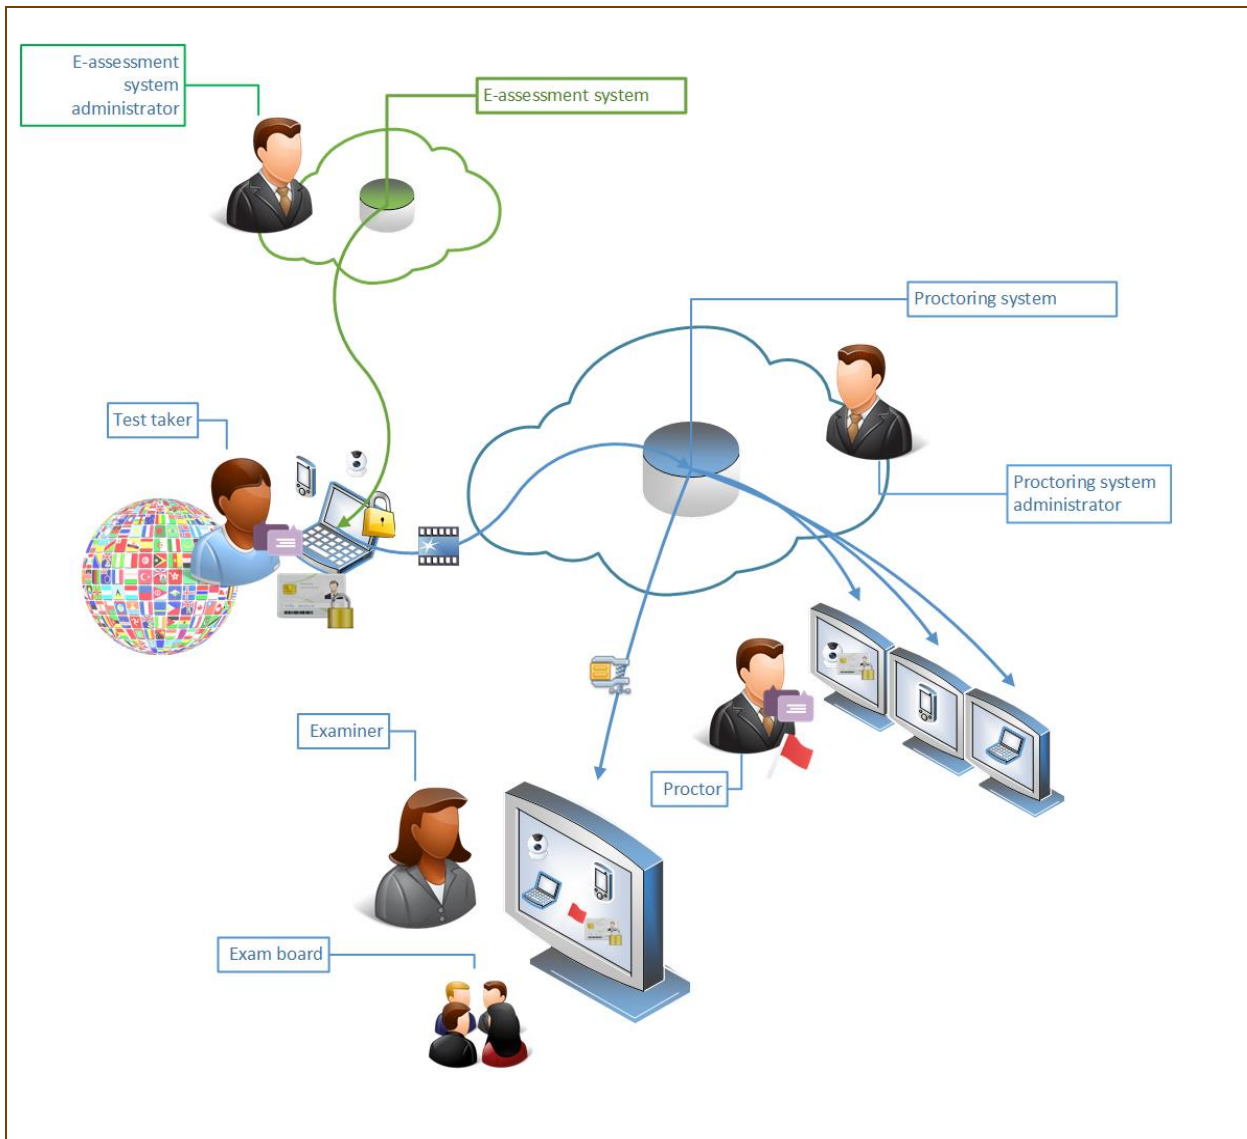 E-assessment
system
administrator
E-assessment system
Proctoring system
Test taker
Proctoring system
administrator
Examiner
Proctor
Exam board